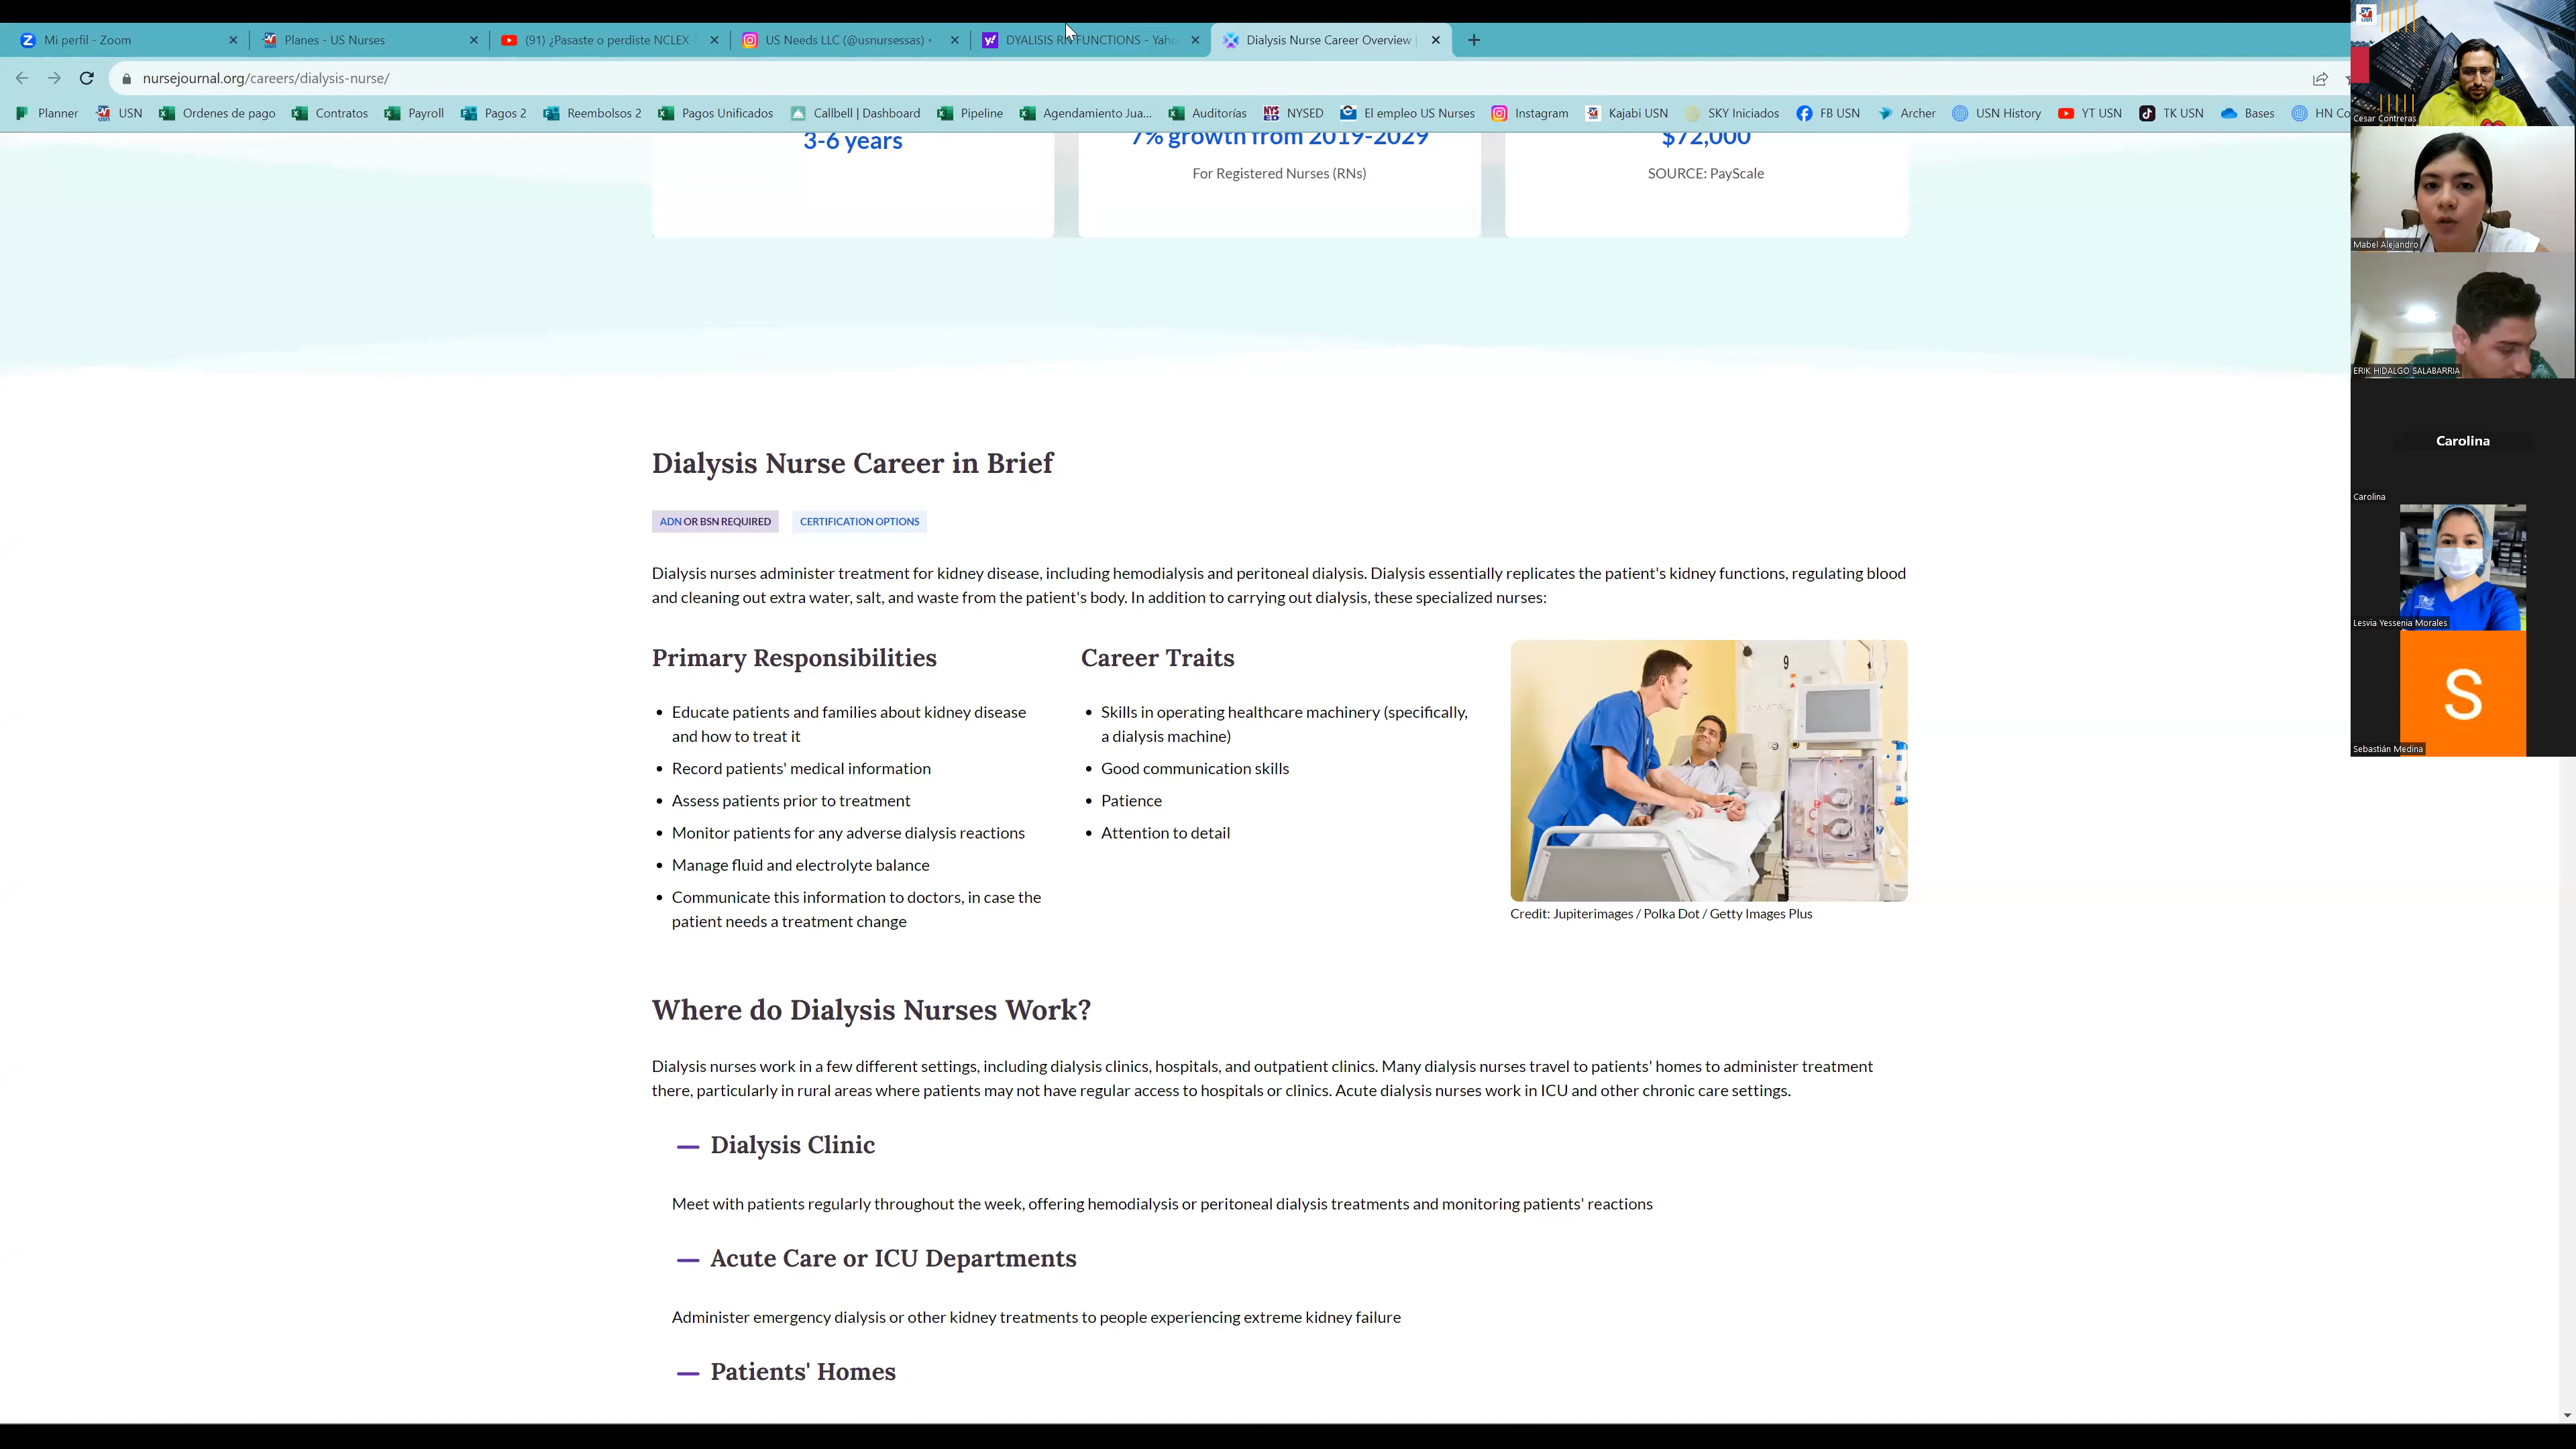 Mi perfil - Zoom
Planes - US Nurses
(91) ¿Pasaste o perdiste NCLEX-
US Needs LLC (@usnursessas) •
DYALISIS RN FUNCTIONS - Yaho
Dialysis Nurse Career Overview |
nursejournal.org/careers/dialysis-nurse/
Planner
USN
Ordenes de pago
Contratos
Payroll
Pagos 2
Reembolsos 2
Pagos Unificados
Callbell | Dashboard
Pipeline
Agendamiento Jua...
Auditorías
NYSED
El empleo US Nurses
Instagram
Kajabi USN
SKY Iniciados
FB USN
Archer
USN History
YT USN
TK USN
Bases
HN Co
3-6 years
7% growth from 2019-2029
$72,000
For Registered Nurses (RNs)
SOURCE: PayScale
Dialysis Nurse Career in Brief
ADN OR BSN REQUIRED
CERTIFICATION OPTIONS
Dialysis nurses administer treatment for kidney disease, including hemodialysis and peritoneal dialysis. Dialysis essentially replicates the patient's kidney functions, regulating blood
and cleaning out extra water, salt, and waste from the patient's body. In addition to carrying out dialysis, these specialized nurses:
Primary Responsibilities
• Educate patients and families about kidney disease
and how to treat it
• Record patients' medical information
• Assess patients prior to treatment
• Monitor patients for any adverse dialysis reactions
• Manage fluid and electrolyte balance
• Communicate this information to doctors, in case the
patient needs a treatment change
Career Traits
• Skills in operating healthcare machinery (specifically,
a dialysis machine)
• Good communication skills
• Patience
• Attention to detail
9
Credit: Jupiterimages / Polka Dot / Getty Images Plus
Where do Dialysis Nurses Work?
Dialysis nurses work in a few different settings, including dialysis clinics, hospitals, and outpatient clinics. Many dialysis nurses travel to patients' homes to administer treatment
there, particularly in rural areas where patients may not have regular access to hospitals or clinics. Acute dialysis nurses work in ICU and other chronic care settings.
— Dialysis Clinic
Meet with patients regularly throughout the week, offering hemodialysis or peritoneal dialysis treatments and monitoring patients' reactions
— Acute Care or ICU Departments
Administer emergency dialysis or other kidney treatments to people experiencing extreme kidney failure
— Patients' Homes
Cesar Contreras
Mabel Alejandro
ERIK HIDALGO SALABARRIA
Carolina
Carolina
Lesvia Yessenia Morales
S
Sebastián Medina